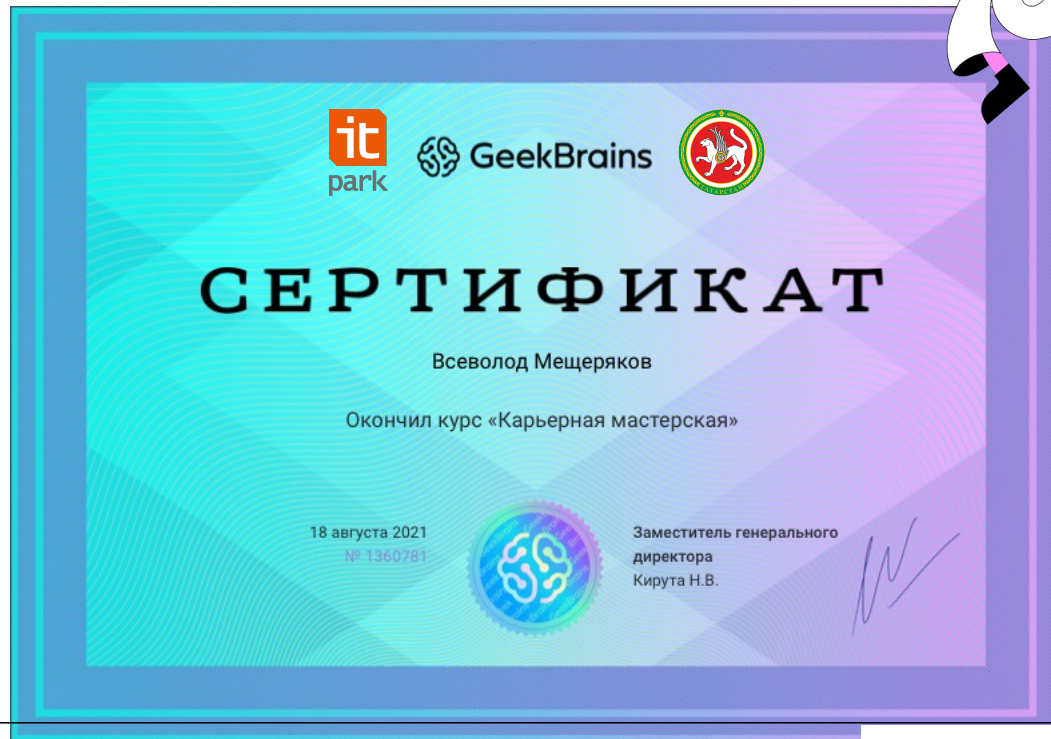 it
park
GeekBrains
ТАТАРСТАН
СЕРТИФИКАТ
Всеволод Мещеряков
Окончил курс «Карьерная мастерская»
18 августа 2021
№ 1360781
Заместитель генерального
директора
Кирута Н.В.